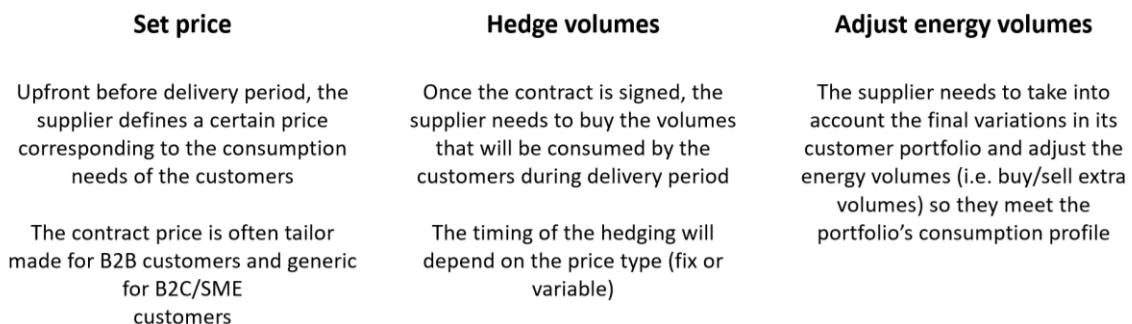 Set price
Upfront before delivery period, the
supplier defines a certain price
corresponding to the consumption
needs of the customers
The contract price is often tailor
made for B2B customers and generic
for B2C/SME
customers
Hedge volumes
Once the contract is signed, the
supplier needs to buy the volumes
that will be consumed by the
customers during delivery period
The timing of the hedging will
depend on the price type (fix or
variable)
Adjust energy volumes
The supplier needs to take into
account the final variations in its
customer portfolio and adjust the
energy volumes (i.e. buy/sell extra
volumes) so they meet the
portfolio's consumption profile